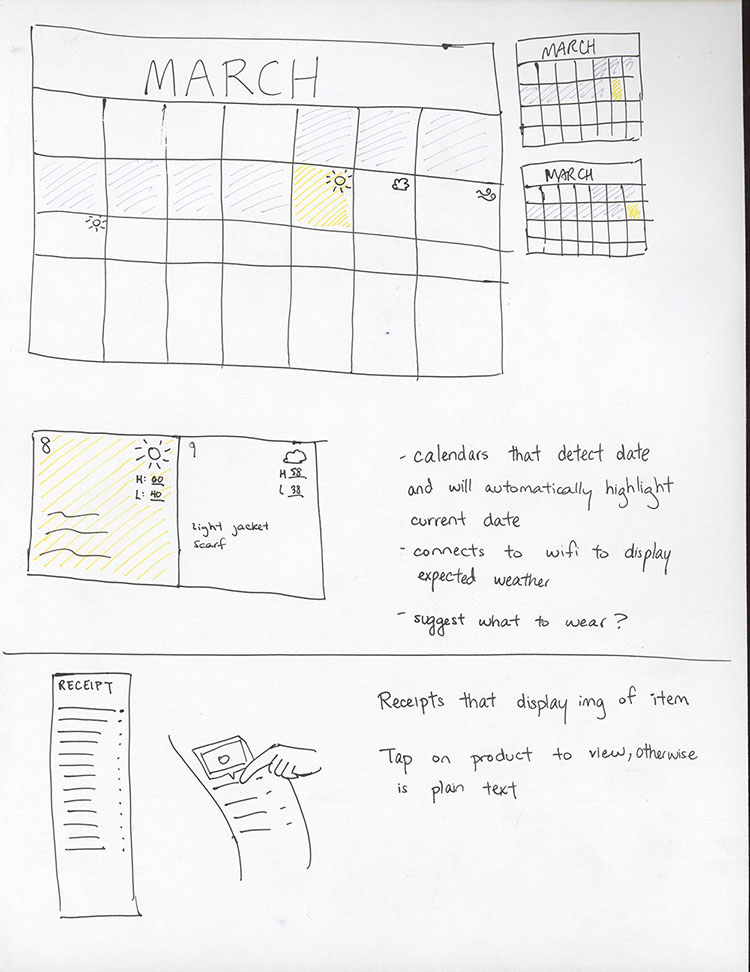 MARCH
MARCH
MARCH
8
H: 60
L: 40
9
H 58
L 38
light jacket
scarf
- calendars that detect date
and will automatically highlight
current date
- connects to wifi to display
expected weather
- suggest what to wear?
RECEIPT
Receipts that display img of item
Tap on product to view, otherwise
is plain text